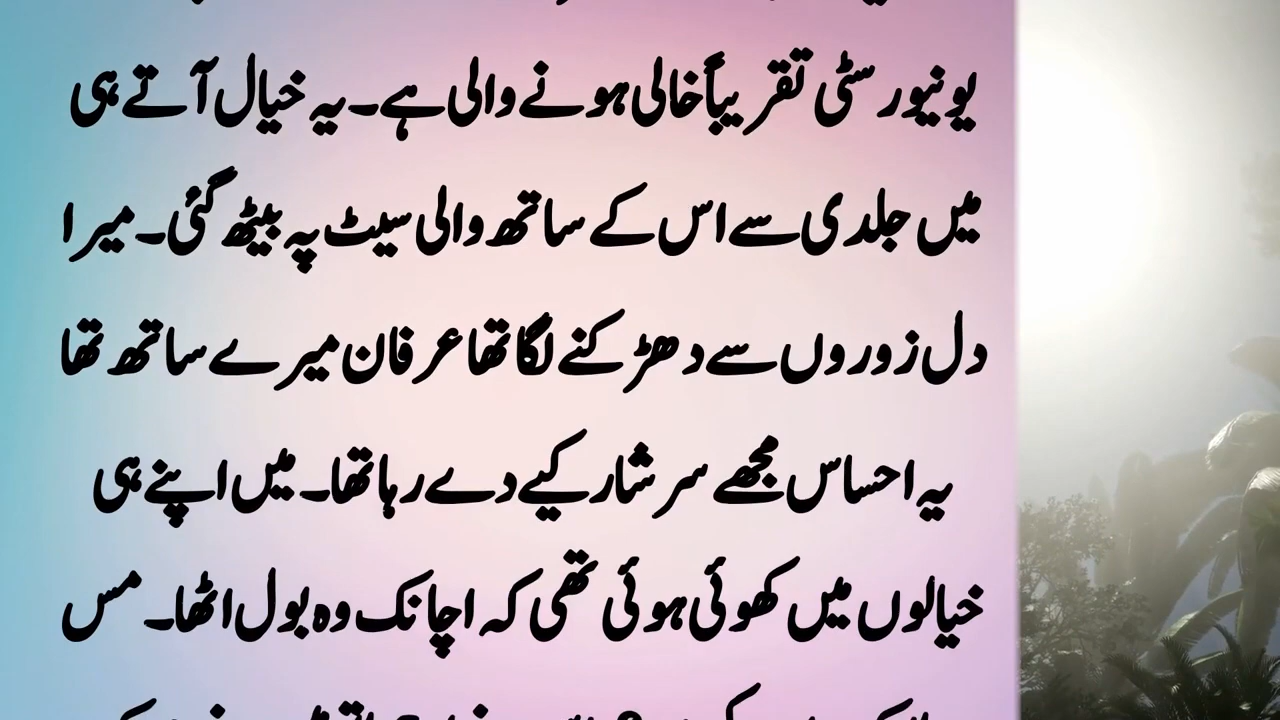 یونیورسٹی تقریباً خالی ہونے والی ہے۔ یہ خیال آتے ہی
میں جلدی سے اس کے ساتھ والی سیٹ پہ بیٹھ گئی۔ میرا
دل زوروں سے دھڑکنے لگا تھا عرفان میرے ساتھ تھا
یہ احساس مجھے سرشار کیے دے رہا تھا۔ میں اپنے ہی
خیالوں میں کھوئی ہوئی تھی کہ اچانک وہ بول اٹھا۔ مس